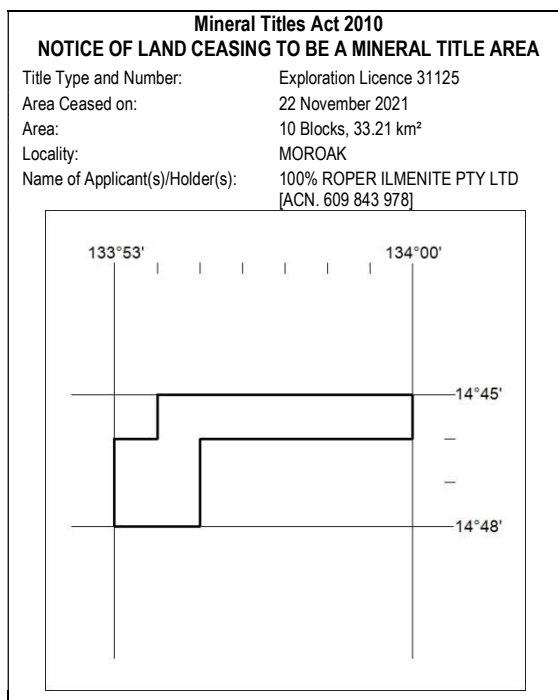 Mineral Titles Act 2010
NOTICE OF LAND CEASING TO BE A MINERAL TITLE AREA
Title Type and Number: Exploration Licence 31125
Area Ceased on: 22 November 2021
Area: 10 Blocks, 33.21 km²
Locality: MOROAK
Name of Applicant(s)/Holder(s): 100% ROPER ILMENITE PTY LTD
[ACN. 609 843 978]
133°53' 134°00'
14°45'
14°48'